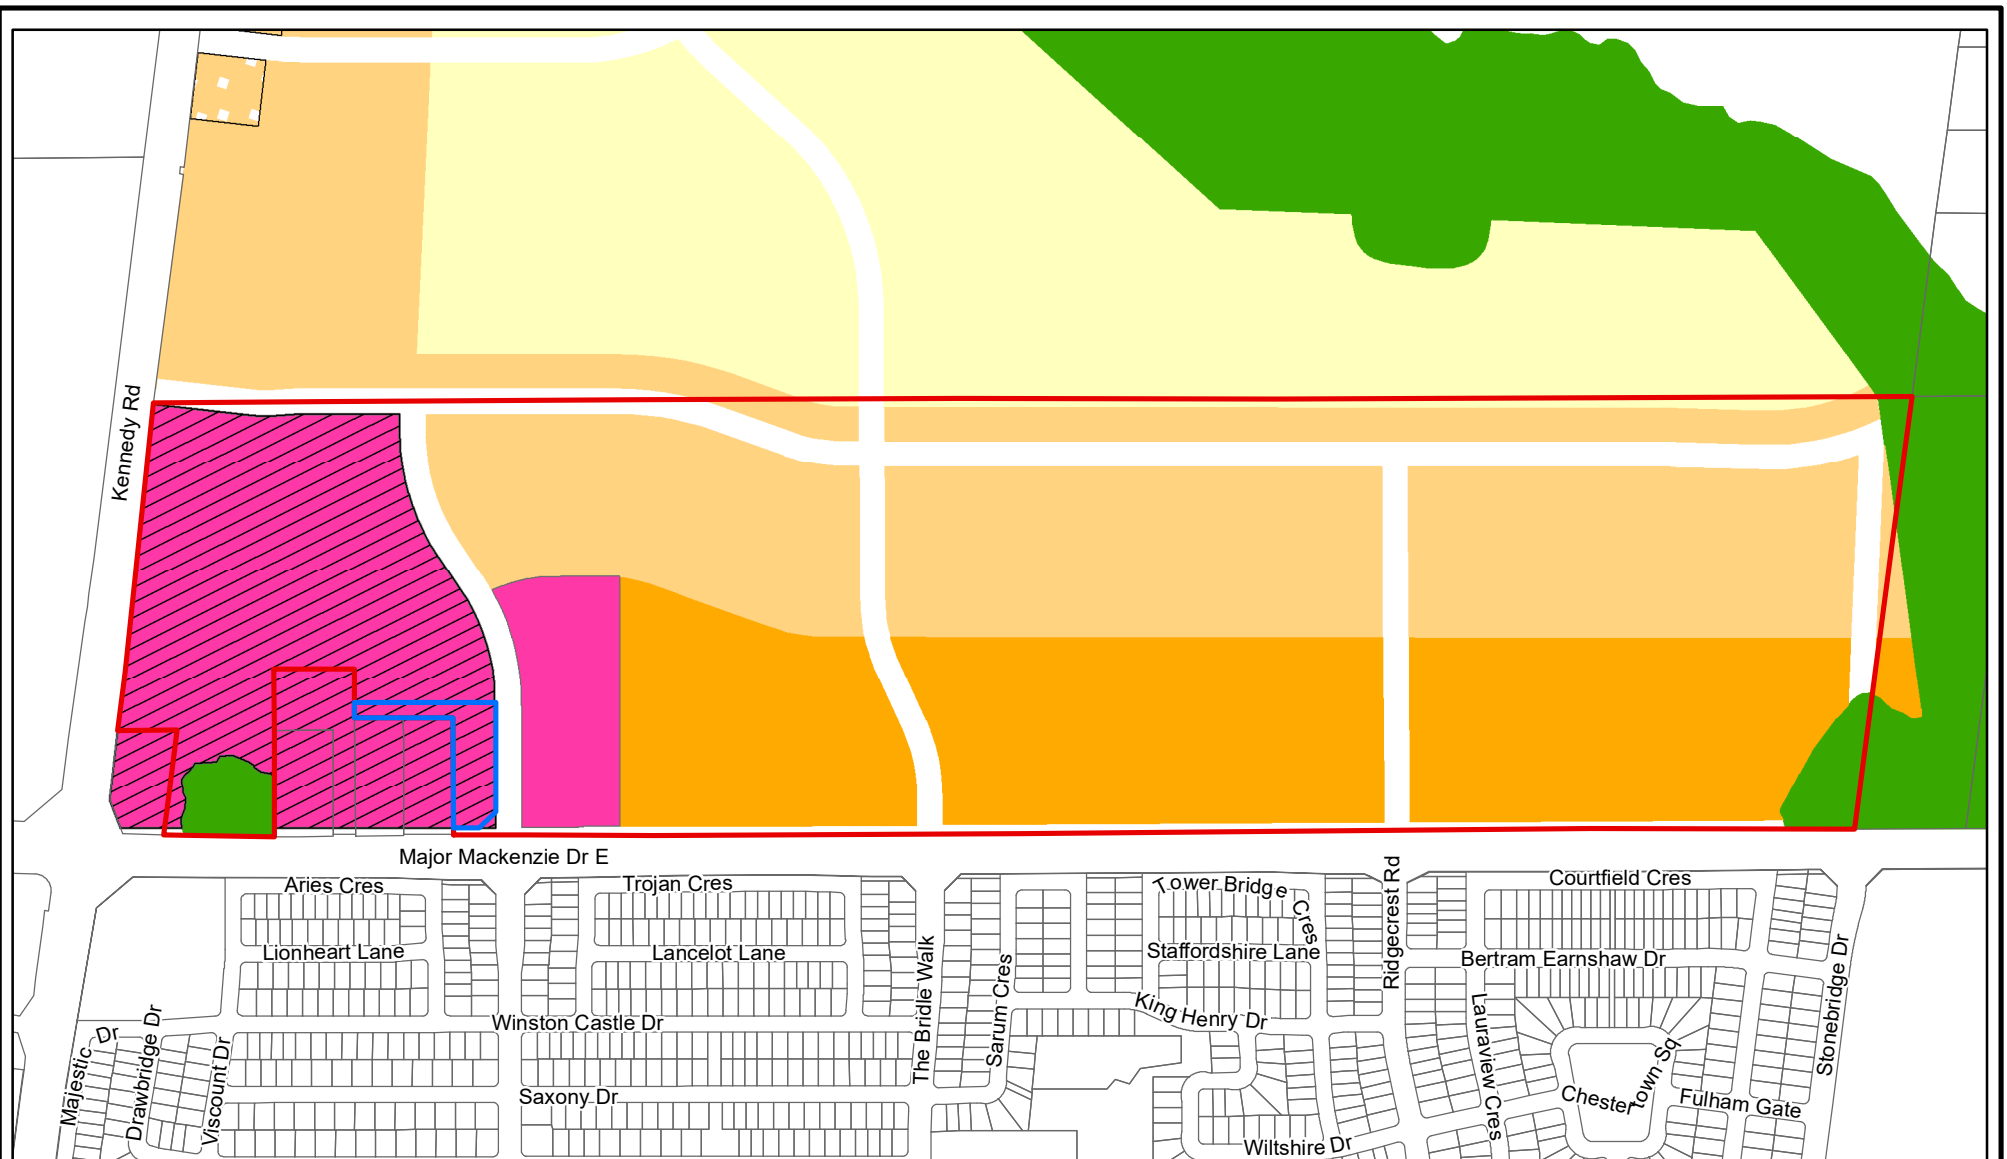 Kennedy Rd
Major Mackenzie Dr E
Aries Cres
Trojan Cres
Tower Bridge
Cres
Ridgecrest Rd
Courtfield Cres
Lionheart Lane
Lancelot Lane
The Bridle Walk
Sarum Cres
Staffordshire Lane
Bertram Earnshaw Dr
Stonebridge Dr
Winston Castle Dr
King Henry Dr
Lauraview Cres
Majestic Dr
Drawbridge Dr
Viscount Dr
Saxony Dr
Chestertown Sq
Fulham Gate
Wiltshire Dr